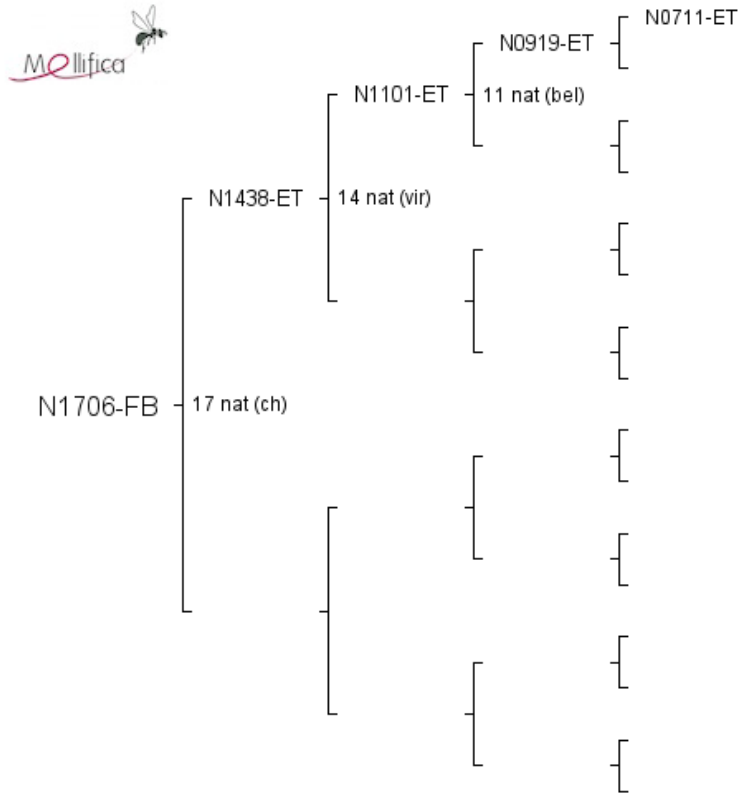 Mellifica
N0711-ET
N0919-ET
N1101-ET
11 nat (bel)
N1438-ET
14 nat (vir)
N1706-FB
17 nat (ch)